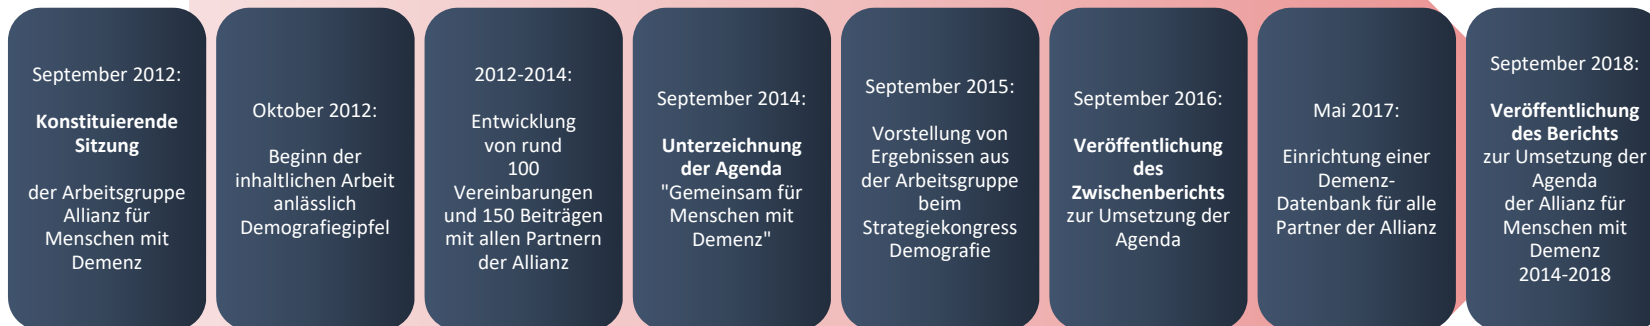 September 2012:
Konstituierende
Sitzung
der Arbeitsgruppe
Allianz für
Menschen mit
Demenz
Oktober 2012:
Beginn der
inhaltlichen Arbeit
anlässlich
Demografiegipfel
2012-2014:
Entwicklung
von rund
100
Vereinbarungen
und 150 Beiträgen
mit allen Partnern
der Allianz
September 2014:
Unterzeichnung
der Agenda
"Gemeinsam für
Menschen mit
Demenz"
September 2015:
Vorstellung von
Ergebnissen aus
der Arbeitsgruppe
beim
Strategiekongress
Demografie
September 2016:
Veröffentlichung
des
Zwischenberichts
zur Umsetzung der
Agenda
Mai 2017:
Einrichtung einer
Demenz-
Datenbank für alle
Partner der Allianz
September 2018:
Veröffentlichung
des Berichts
zur Umsetzung der
Agenda
der Allianz für
Menschen mit
Demenz
2014-2018